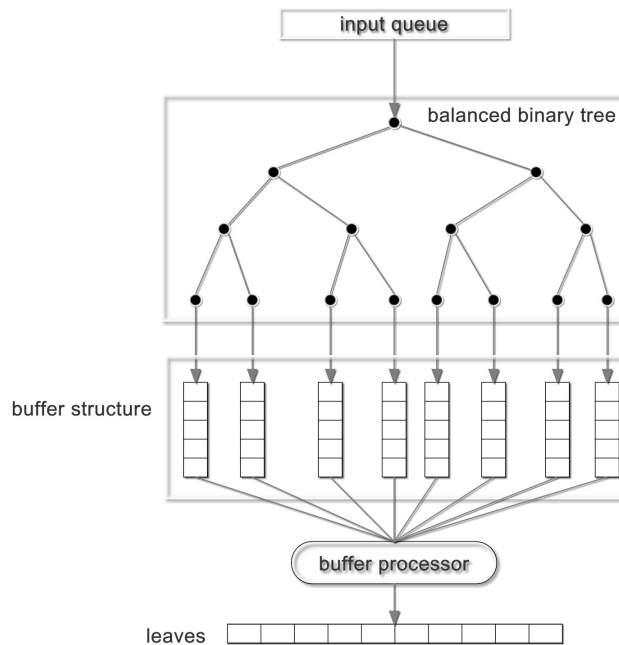 input queue
balanced binary tree
buffer structure
buffer processor
leaves